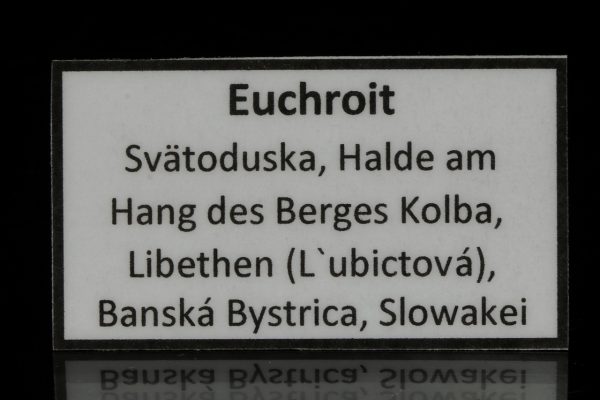 Euchroit
Svätoduska, Halde am
Hang des Berges Kolba,
Libethen (L`ubictová),
Banská Bystrica, Slowakei